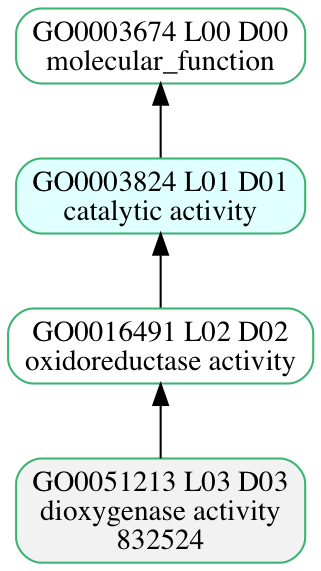 GO0003674 L00 D00
molecular_function
GO0003824 L01 D01
catalytic activity
GO0016491 L02 D02
oxidoreductase activity
GO0051213 L03 D03
dioxygenase activity
832524